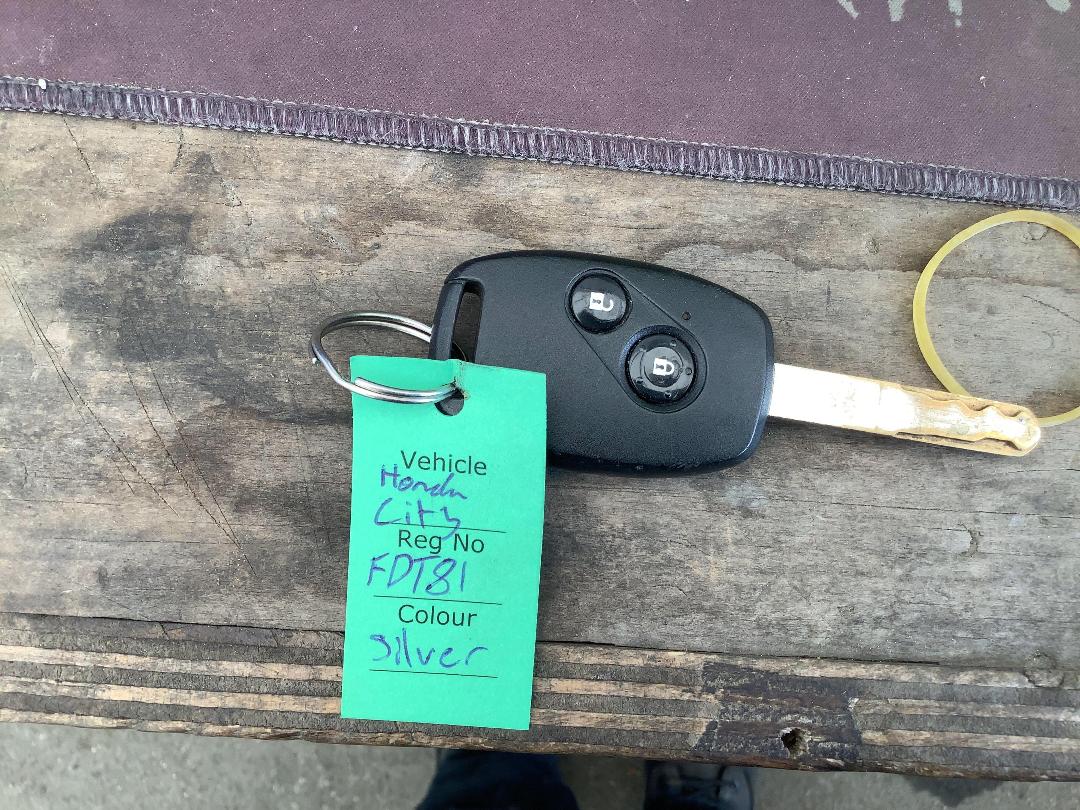 Vehicle
Honda
City
Reg No
FDT81
Colour
Silver